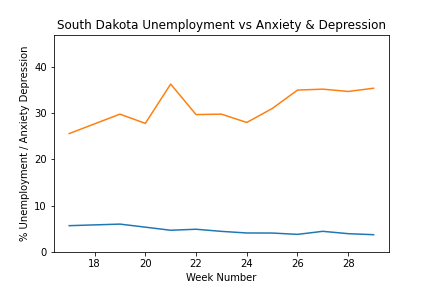 South Dakota Unemployment vs Anxiety & Depression
% Unemployment / Anxiety Depression
40
30
20
10
0
18 20 22 24 26 28
Week Number